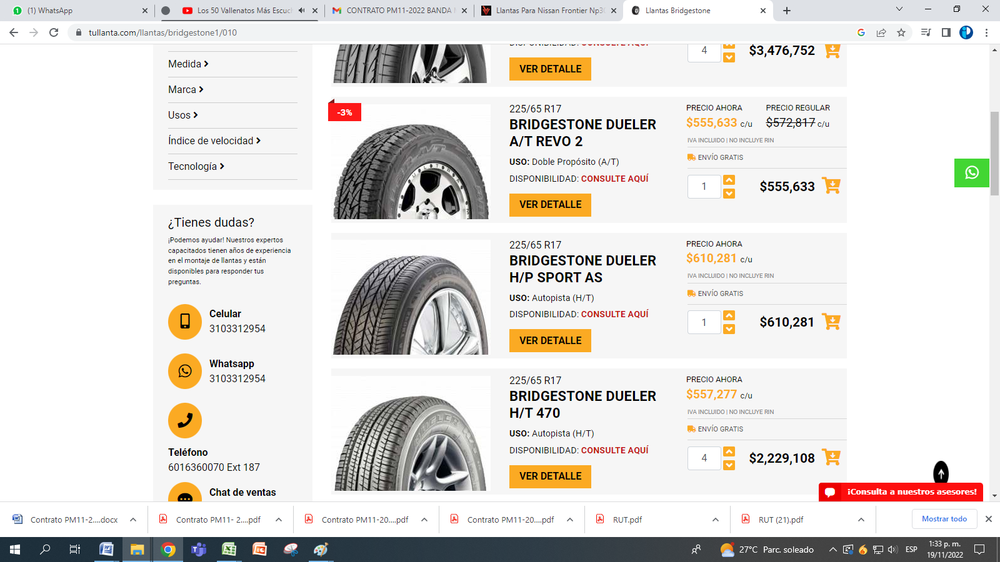 (1) WhatsApp
Los 50 Vallenatos Más Escuch
CONTRATO PM11-2022 BANDA
Llantas Para Nissan Frontier Np3
Llantas Bridgestone
tullanta.com/llantas/bridgestone1/010
Medida
Marca
Usos
Índice de velocidad
Tecnología
¿Tienes dudas?
¡Podemos ayudar! Nuestros expertos
capacitados tienen años de experiencia
en el montaje de llantas y están
disponibles para responder tus
preguntas.
Celular
3103312954
Whatsapp
3103312954
Teléfono
6016360070 Ext 187
Chat de ventas
DISPONIBILIDAD: CONSULTE AQUÍ
VER DETALLE
4
$3,476,752
-3%
225/65 R17
BRIDGESTONE DUELER
A/T REVO 2
USO: Doble Propósito (A/T)
DISPONIBILIDAD: CONSULTE AQUÍ
VER DETALLE
PRECIO AHORA
$555,633 c/u
PRECIO REGULAR
$572,817 c/u
IVA INCLUIDO | NO INCLUYE RIN
ENVÍO GRATIS
1
$555,633
225/65 R17
BRIDGESTONE DUELER
H/P SPORT AS
USO: Autopista (H/T)
DISPONIBILIDAD: CONSULTE AQUÍ
VER DETALLE
PRECIO AHORA
$610,281 c/u
IVA INCLUIDO | NO INCLUYE RIN
ENVÍO GRATIS
1
$610,281
225/65 R17
BRIDGESTONE DUELER
H/T 470
USO: Autopista (H/T)
DISPONIBILIDAD: CONSULTE AQUÍ
VER DETALLE
PRECIO AHORA
$557,277 c/u
IVA INCLUIDO | NO INCLUYE RIN
ENVÍO GRATIS
4
$2,229,108
¡Consulta a nuestros asesores!
Contrato PM11-2....docx
Contrato PM11- 2....pdf
Contrato PM11-20....pdf
Contrato PM11-20....pdf
RUT.pdf
RUT (21).pdf
Mostrar todo
27°C Parc. soleado
ESP
1:33 p. m.
19/11/2022